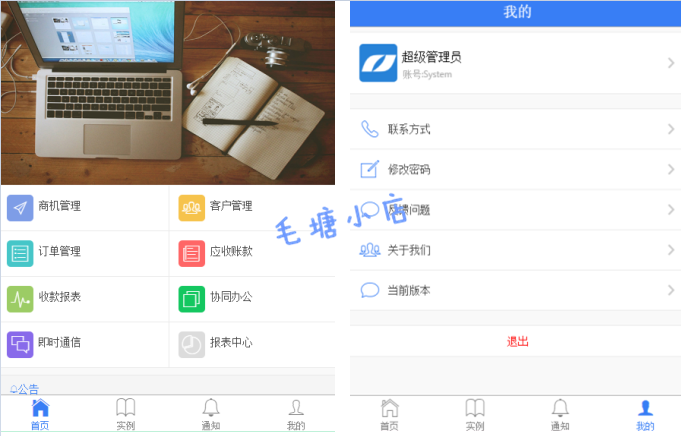 商机管理
客户管理
订单管理
应收账款
收款报表
协同办公
即时通信
报表中心
公告
首页
实例
通知
我的
我的
超级管理员
账号:System
联系方式
修改密码
反馈问题
关于我们
当前版本
退出
首页
实例
通知
我的
毛塘小店